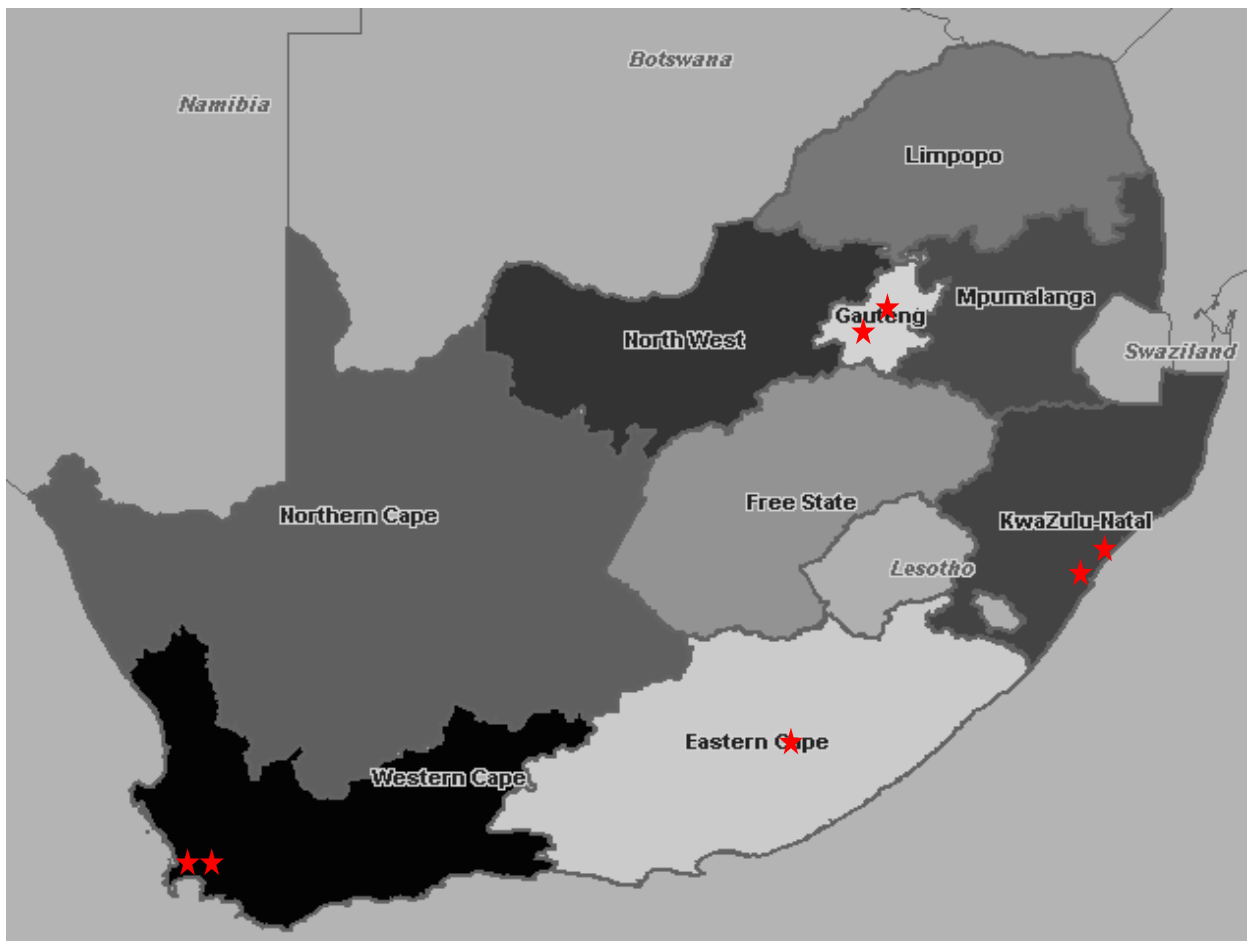 Botswana
Namibia
Limpopo
Mpumalanga
Gauteng
North West
Swaziland
Northern Cape
Free State
KwaZulu-Natal
Lesotho
Eastern Cape
Western Cape